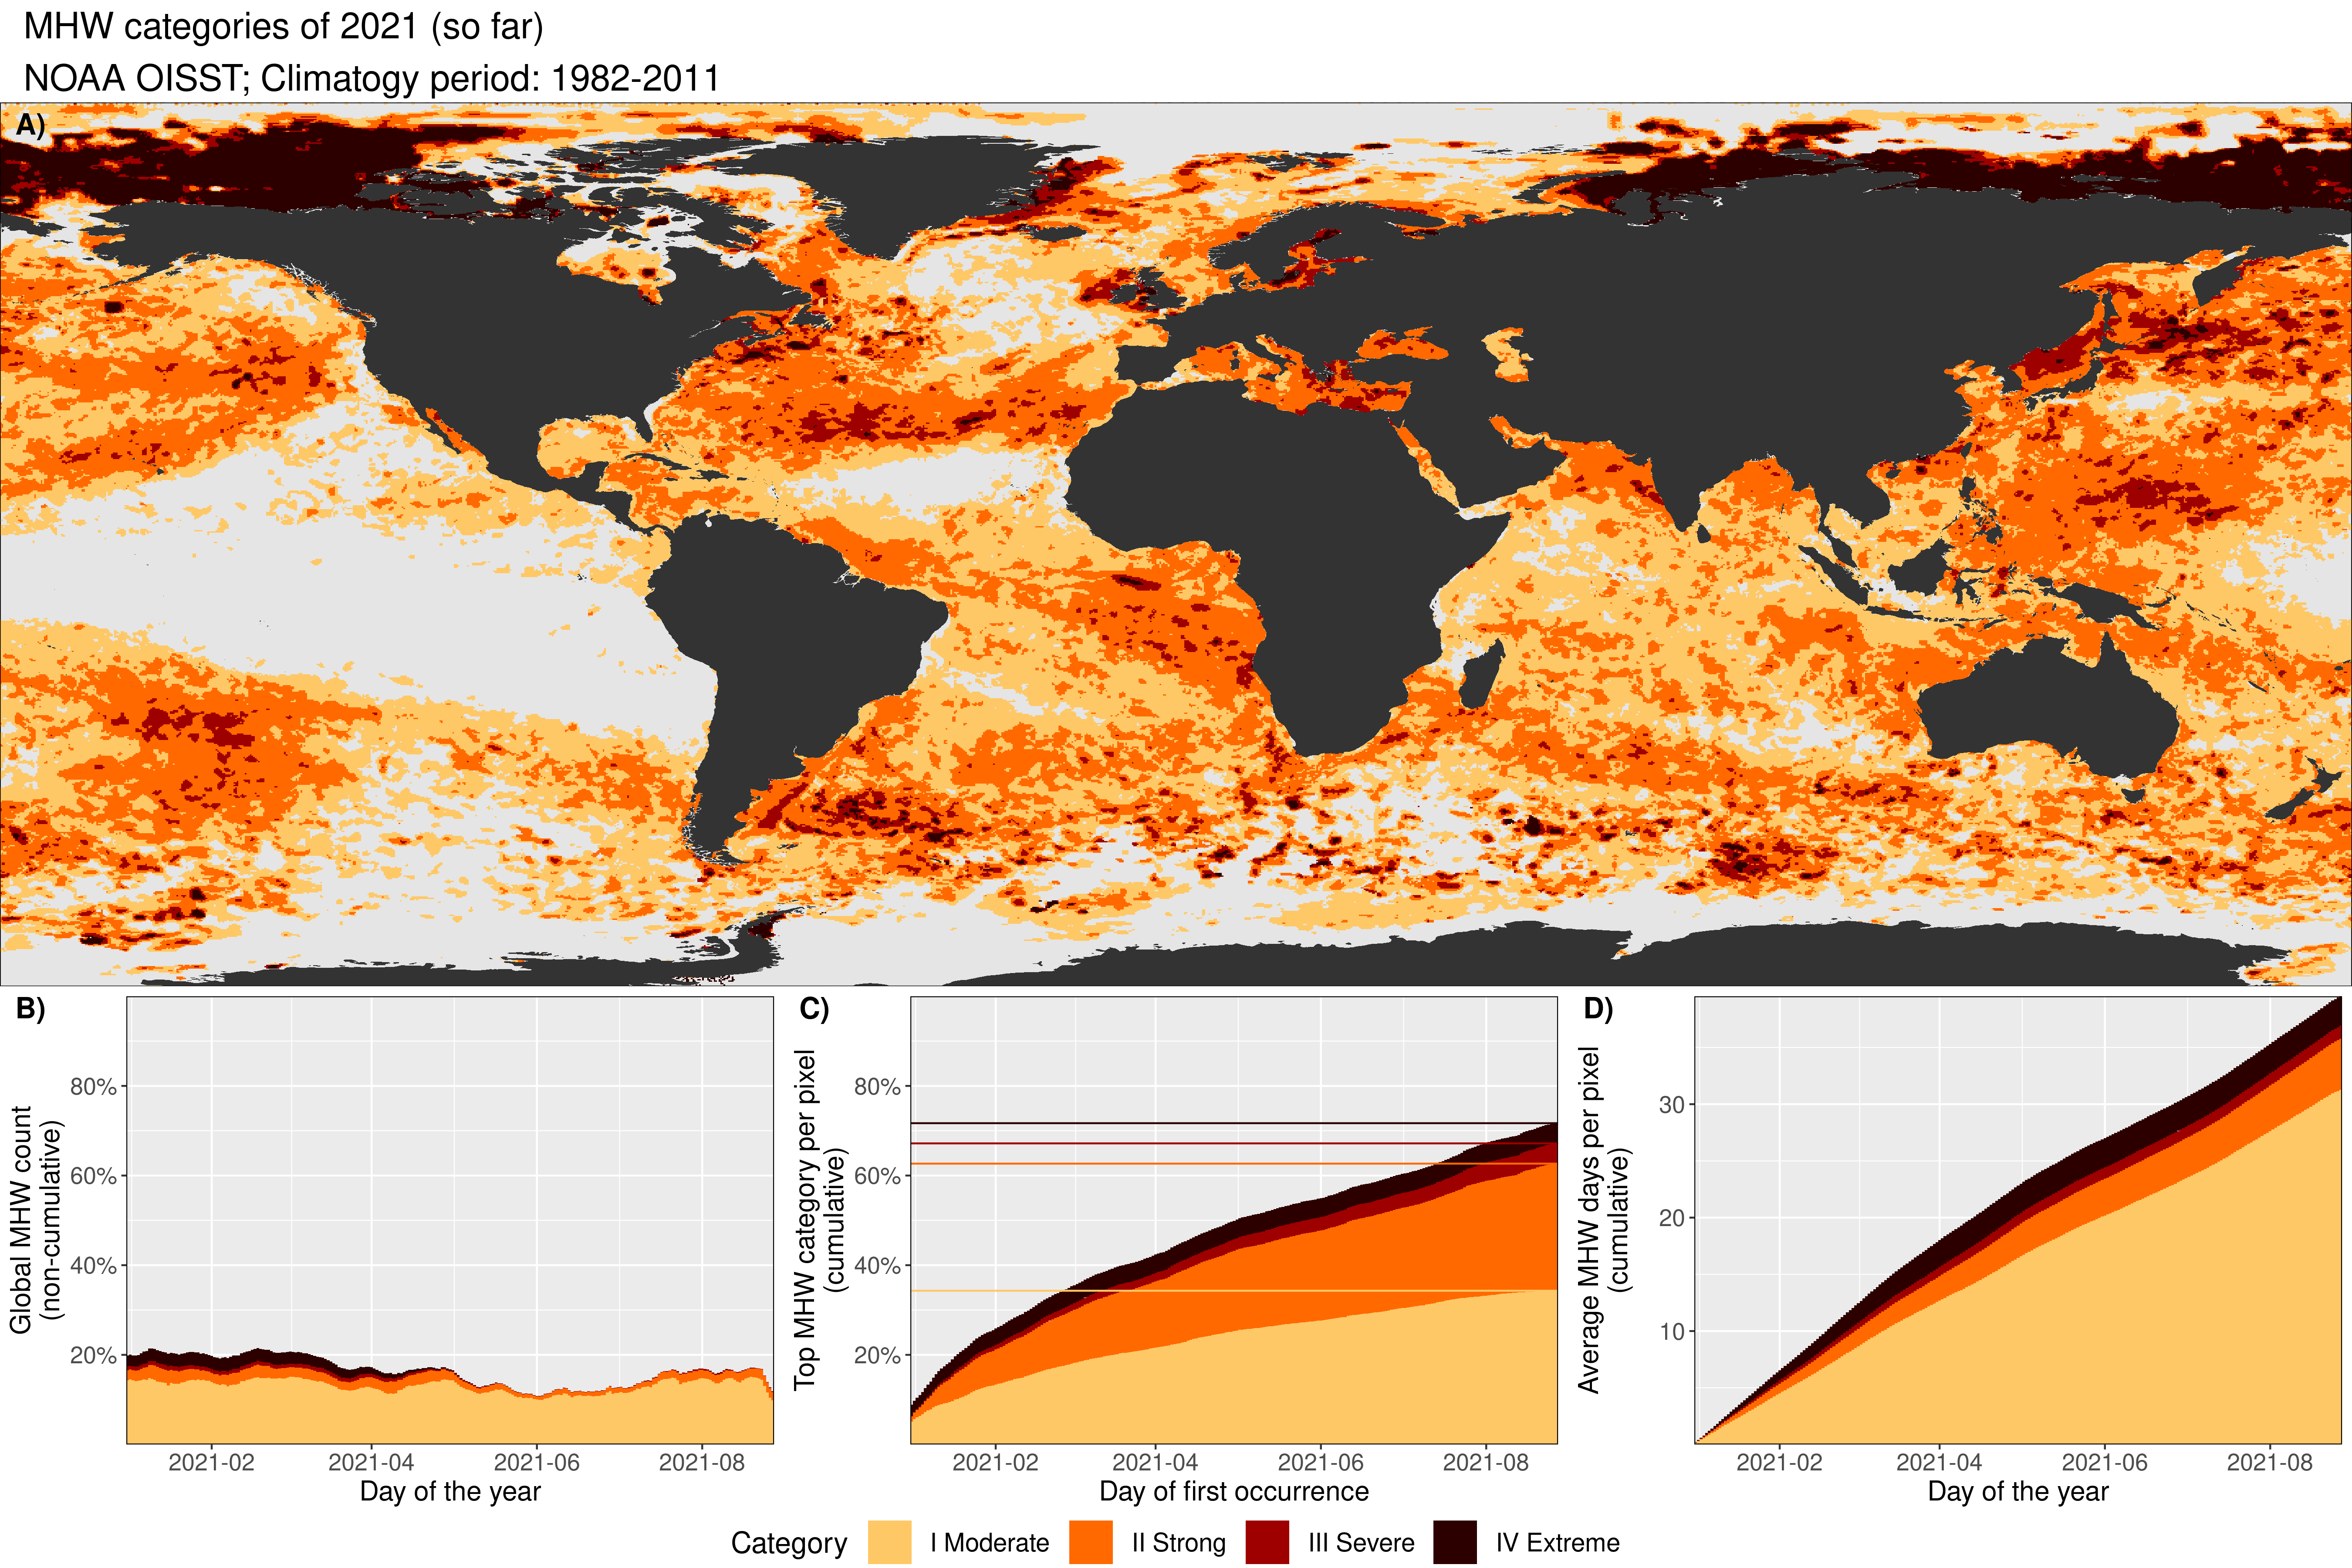 MHW categories of 2021 (so far)
NOAA OISST; Climatogy period: 1982-2011
A)
B)
Global MHW count
(non-cumulative)
80%
60%
40%
20%
2021-02 2021-04 2021-06 2021-08
Day of the year
C)
Top MHW category per pixel
(cumulative)
80%
60%
40%
20%
2021-02 2021-04 2021-06 2021-08
Day of first occurrence
D)
Average MHW days per pixel
(cumulative)
30
20
10
2021-02 2021-04 2021-06 2021-08
Day of the year
Category I Moderate II Strong III Severe IV Extreme